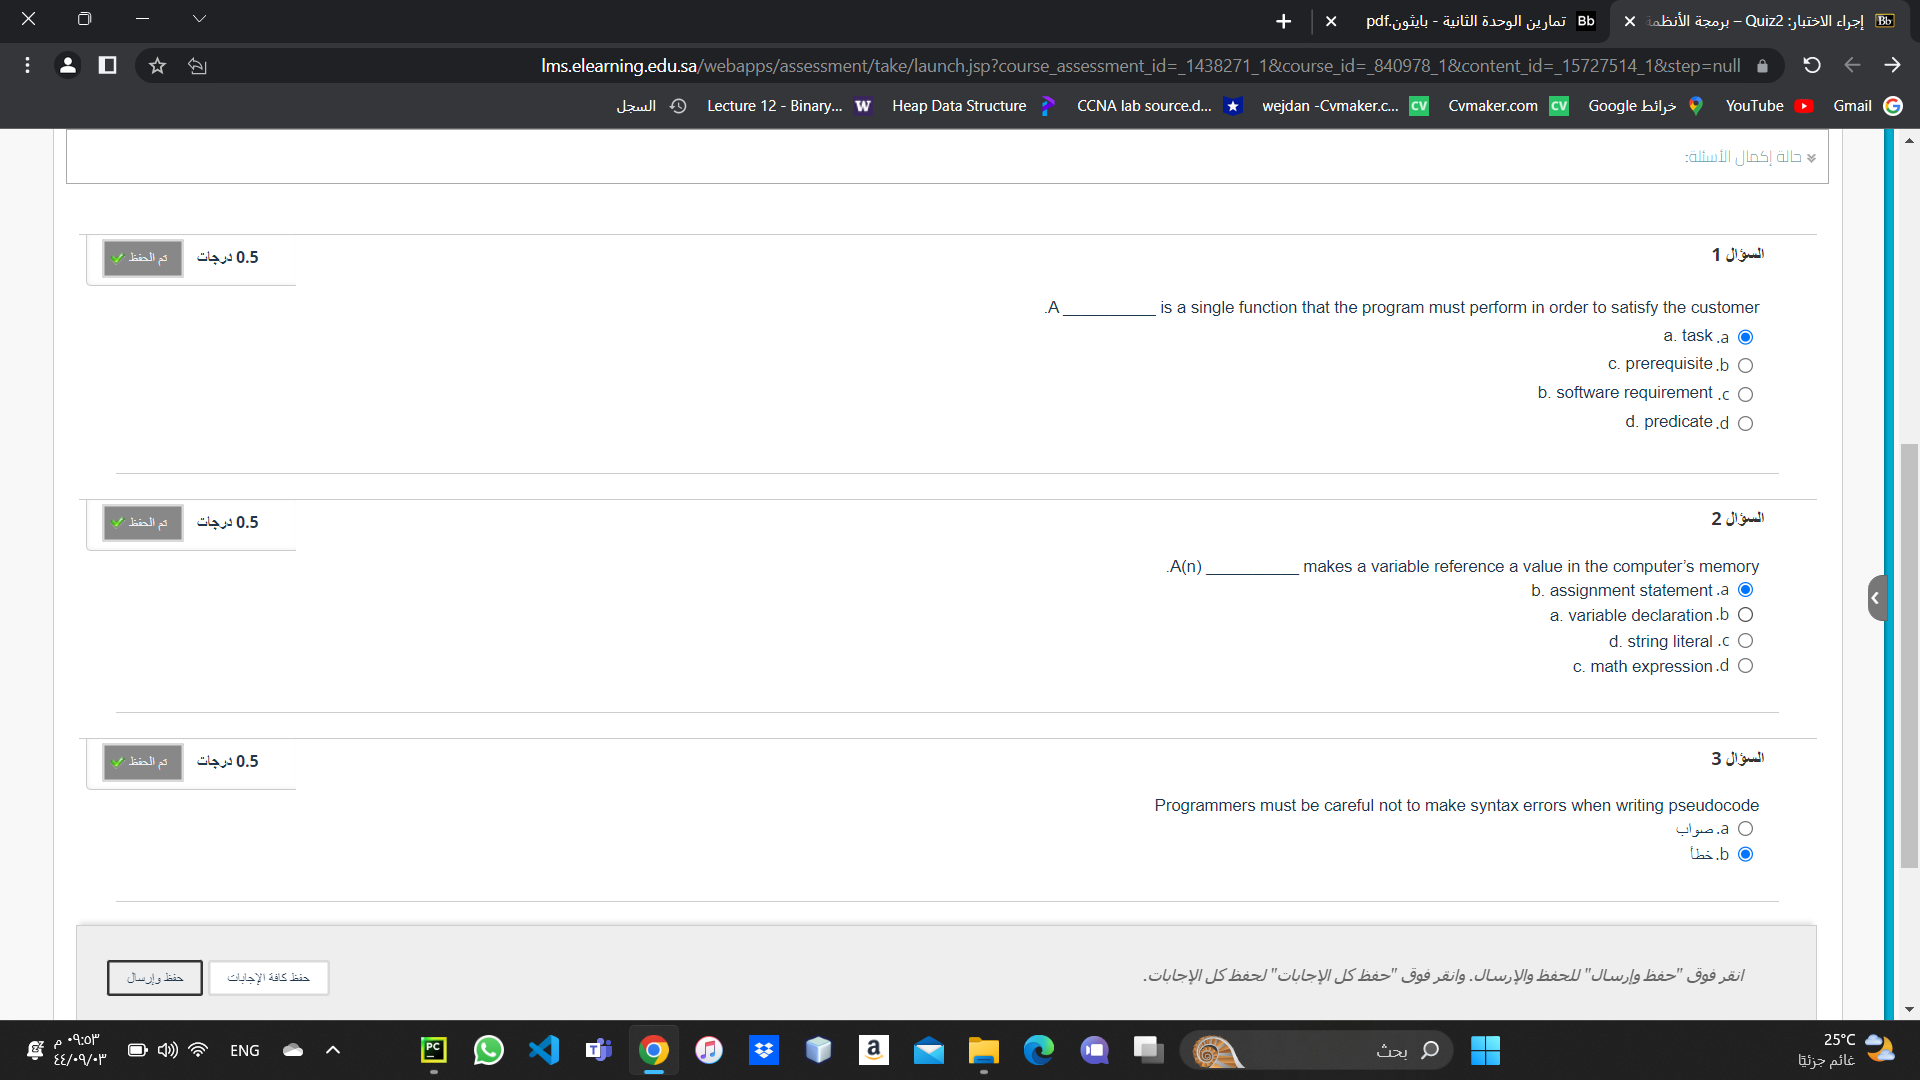 إجراء الاختبار: Quiz2 – برمجة الأنظمة
تمارين الوحدة الثانية - بايثون.pdf
lms.elearning.edu.sa/webapps/assessment/take/launch.jsp?course_assessment_id=_1438271_1&course_id=_840978_1&content_id=_15727514_1&step=null
Gmail
YouTube
خرائط Google
Cvmaker.com
wejdan -Cvmaker.c...
CCNA lab source.d...
Heap Data Structure
Lecture 12 - Binary...
السجل
حالة إكمال الأسئلة:
السؤال 1
0.5 درجات
تم الحفظ
.A __________ is a single function that the program must perform in order to satisfy the customer
a. task .a
c. prerequisite .b
b. software requirement .c
d. predicate .d
السؤال 2
0.5 درجات
تم الحفظ
.A(n) __________ makes a variable reference a value in the computer’s memory
b. assignment statement .a
a. variable declaration .b
d. string literal .c
c. math expression .d
السؤال 3
0.5 درجات
تم الحفظ
Programmers must be careful not to make syntax errors when writing pseudocode
a. صواب
b. خطأ
انقر فوق "حفظ وإرسال" للحفظ والإرسال. وانقر فوق "حفظ كل الإجابات" لحفظ كل الإجابات.
حفظ كافة الإجابات
حفظ وإرسال
25°C
غائم جزئيًا
بحث
ENG
٠٩:٥٣ م
٤٤/٠٩/٠٣